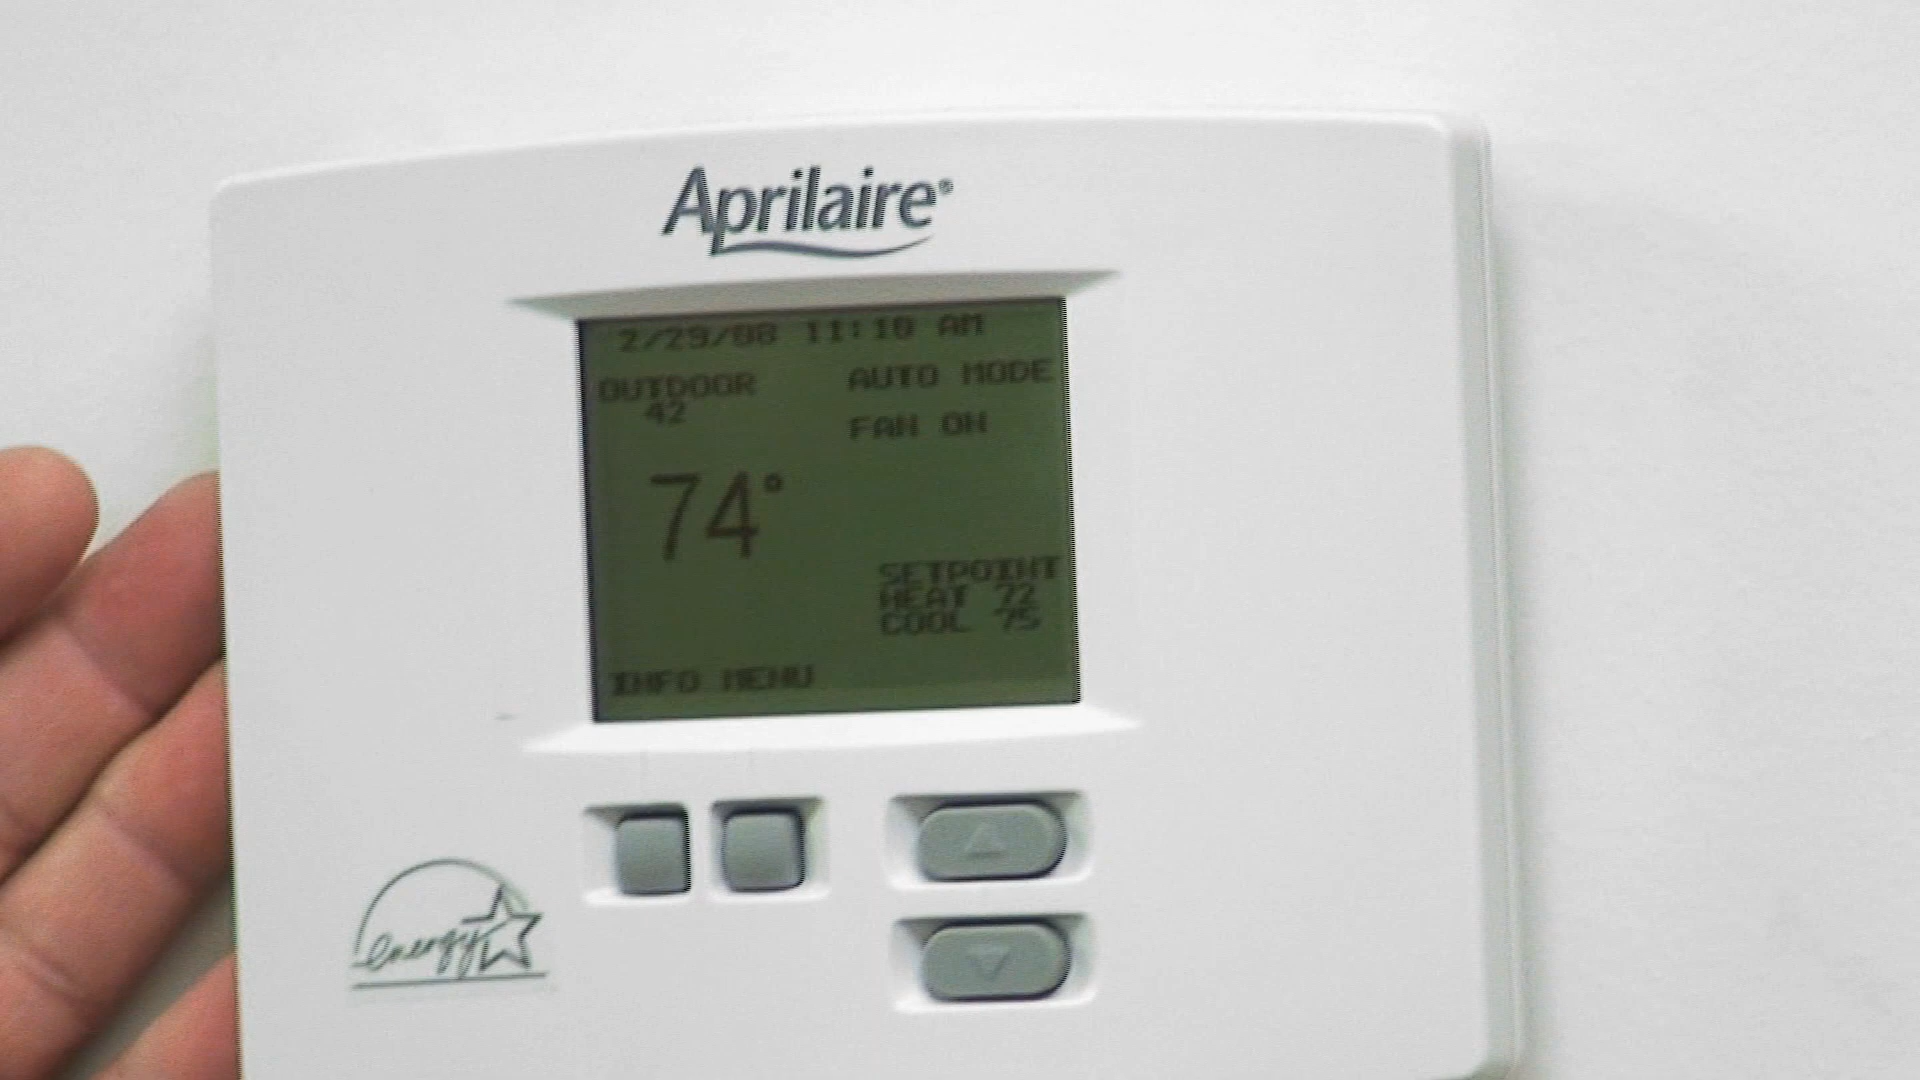 Aprilaire®
2/29/08 11:10 AM
OUTDOOR
42
AUTO MODE
FAN ON
74°
SETPOINT
HEAT 72
COOL 75
INFO MENU
energy